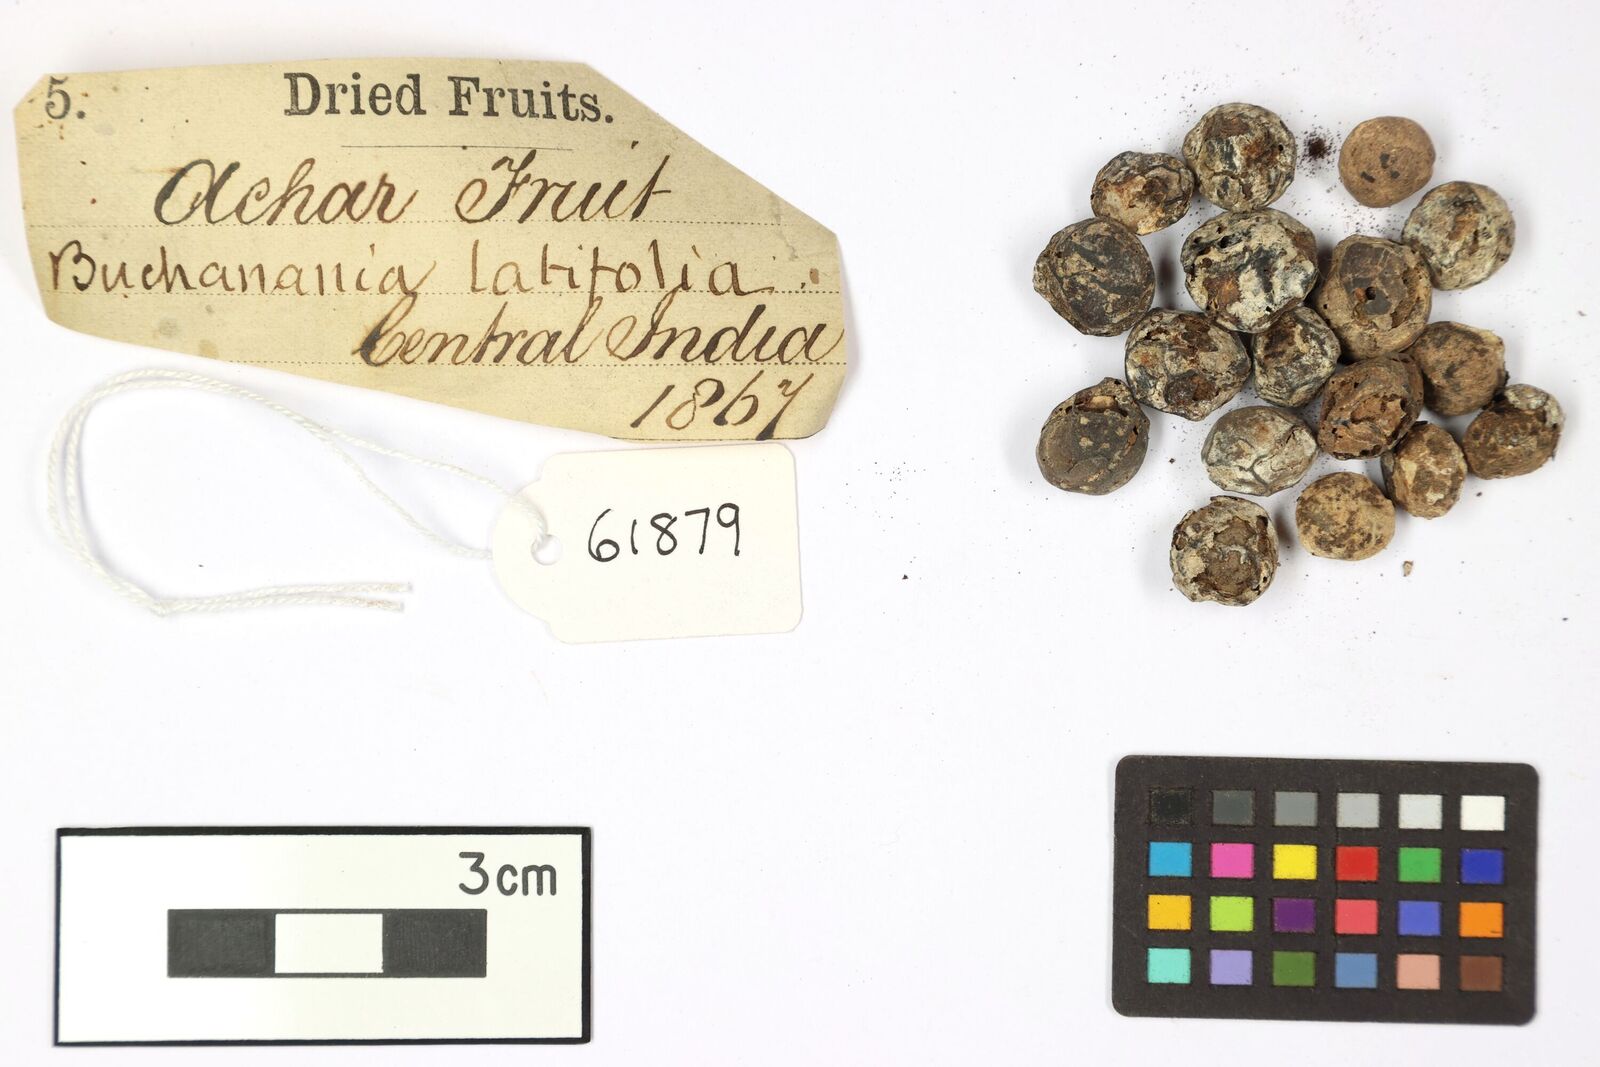 5.
Dried Fruits.
Achar Fruit
Buchanania latifolia.
Central India
1867
61879
3cm